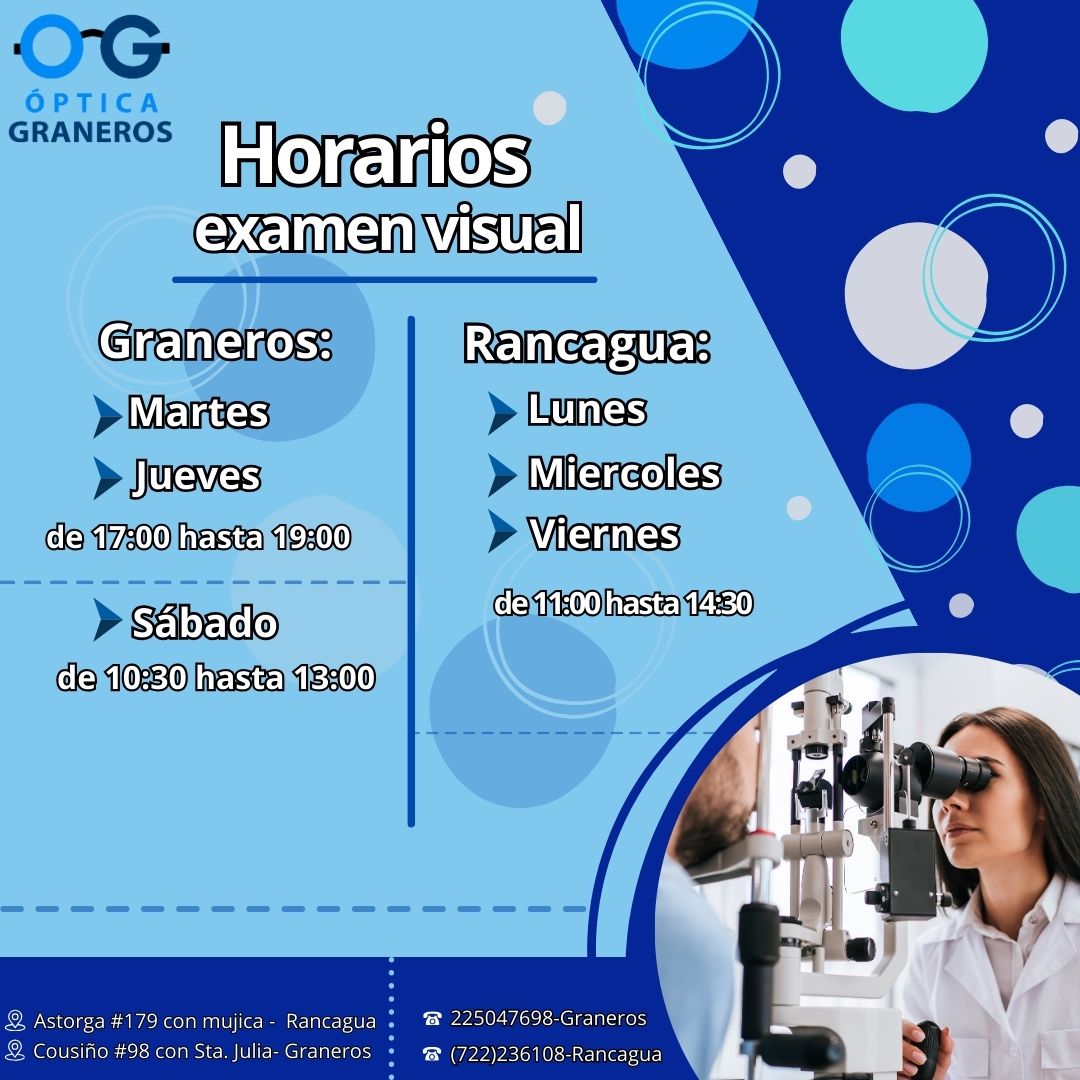 OG
ÓPTICA
GRANEROS
Horarios
examen visual
Graneros:
Martes
Jueves
de 17:00 hasta 19:00
Sábado
de 10:30 hasta 13:00
Rancagua:
Lunes
Miercoles
Viernes
de 11:00 hasta 14:30
Astorga #179 con mujica - Rancagua
Cousiño #98 con Sta. Julia- Graneros
225047698-Graneros
(722)236108-Rancagua